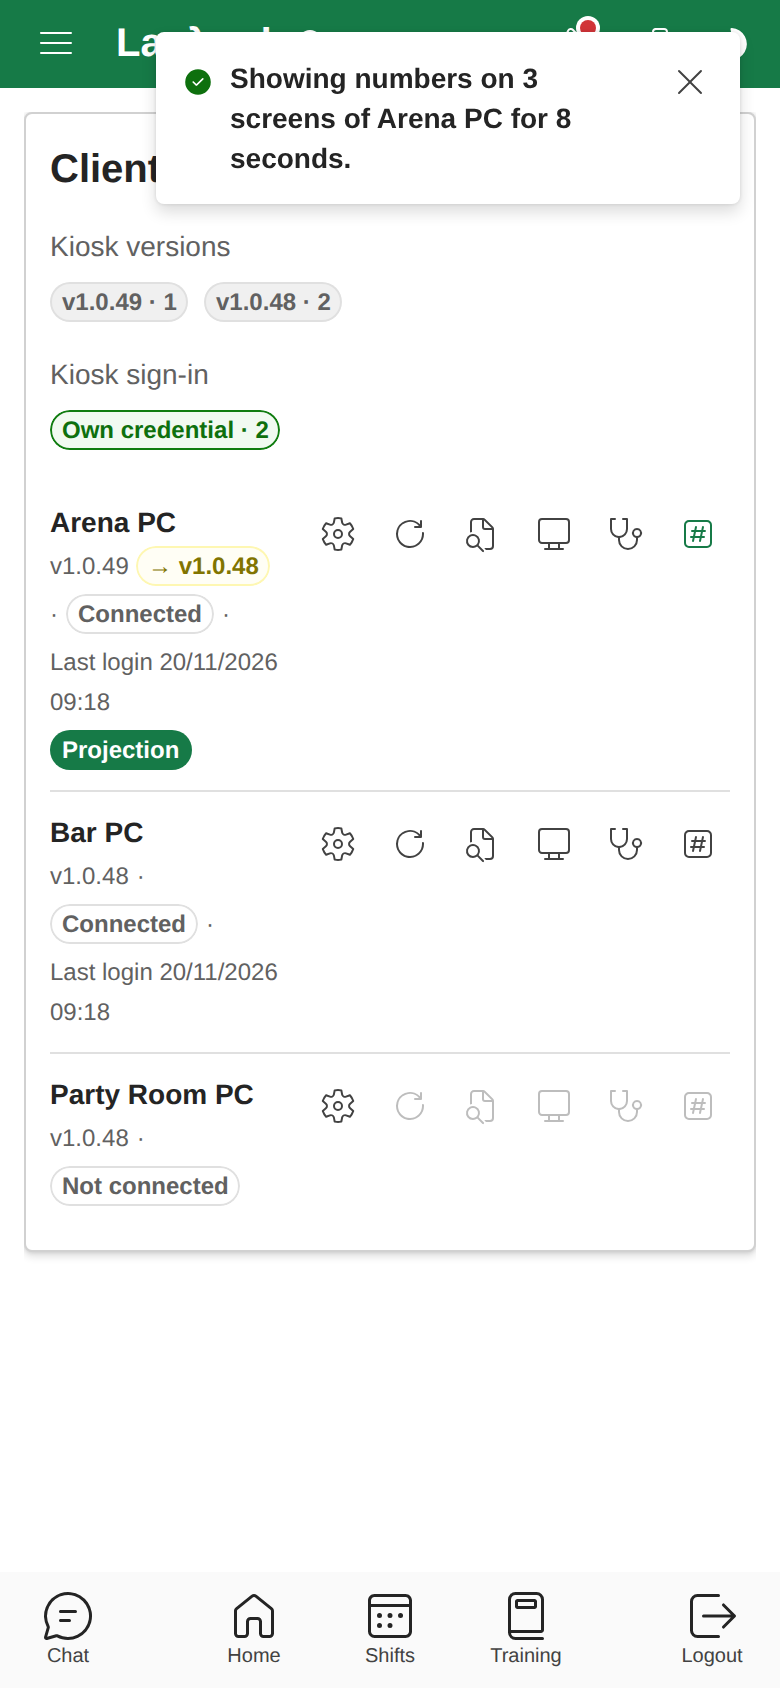 Showing numbers on 3
screens of Arena PC for 8
seconds.
Client
Kiosk versions
v1.0.49 · 1 v1.0.48 · 2
Kiosk sign-in
Own credential · 2
Arena PC
v1.0.49 → v1.0.48
· Connected ·
Last login 20/11/2026
09:18
Projection
Bar PC
v1.0.48 ·
Connected ·
Last login 20/11/2026
09:18
Party Room PC
v1.0.48 ·
Not connected
Chat Home Shifts Training Logout